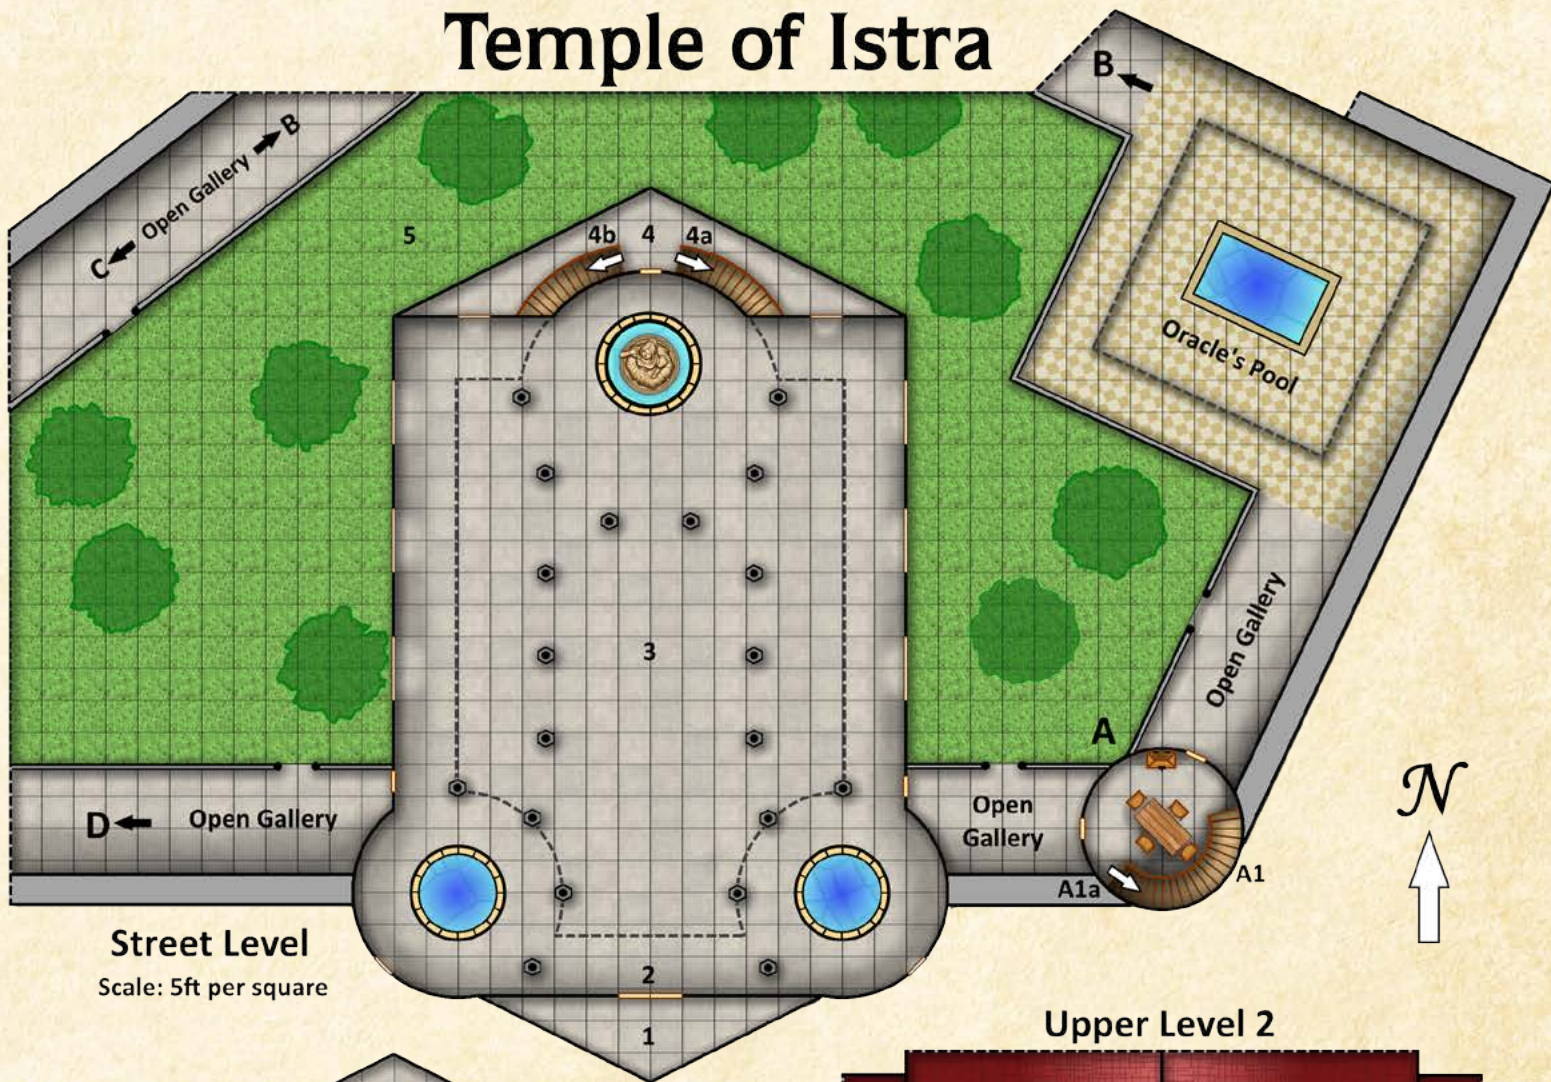 Temple of Istra
B
B
Open Gallery
C
5
4b
4
4a
Oracle's Pool
3
Open Gallery
A
D
Open Gallery
Open
Gallery
A1a
A1
N
Street Level
Scale: 5ft per square
2
1
Upper Level 2